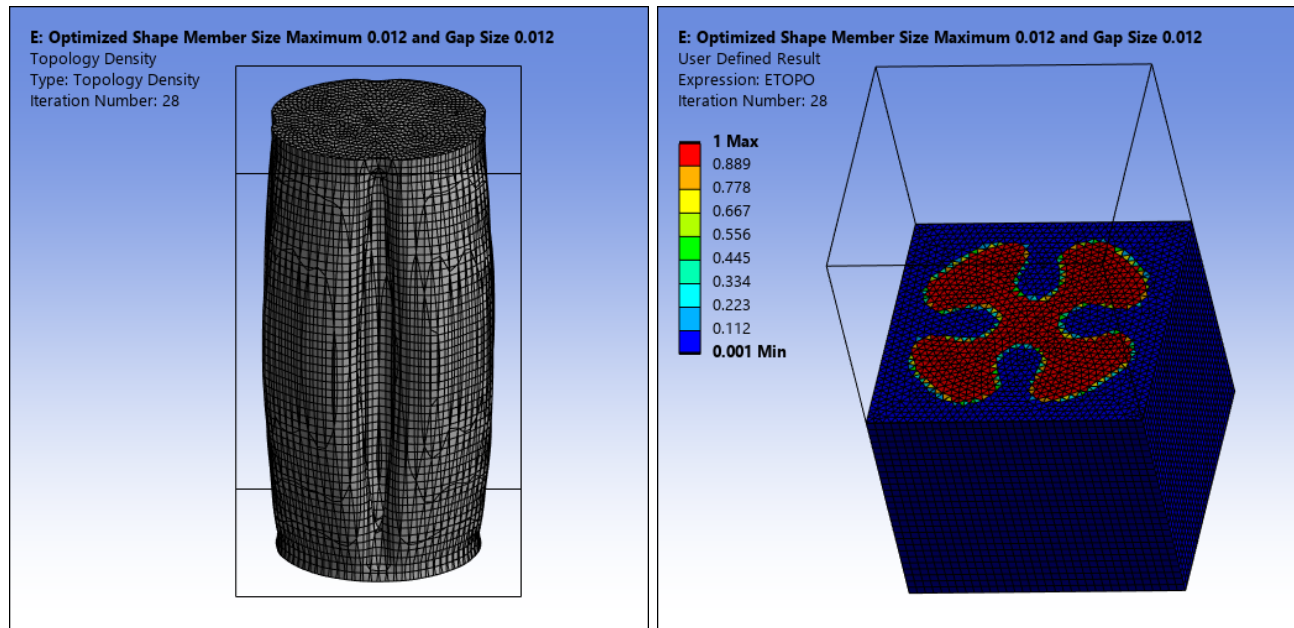 E: Optimized Shape Member Size Maximum 0.012 and Gap Size 0.012
Topology Density
Type: Topology Density
Iteration Number: 28
E: Optimized Shape Member Size Maximum 0.012 and Gap Size 0.012
User Defined Result
Expression: ETOPO
Iteration Number: 28
1 Max
0.889
0.778
0.667
0.556
0.445
0.334
0.223
0.112
0.001 Min